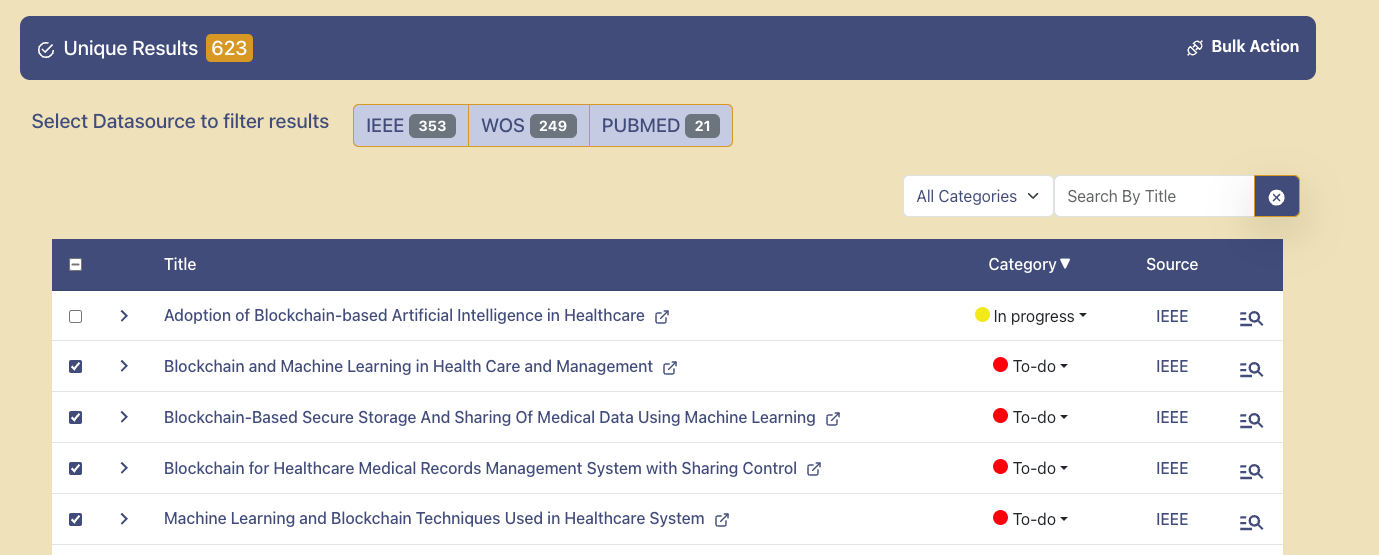 Unique Results 623
Bulk Action
Select Datasource to filter results
IEEE 353 WOS 249 PUBMED 21
All Categories Search By Title
Title Category▼ Source
Adoption of Blockchain-based Artificial Intelligence in Healthcare In progress IEEE
Blockchain and Machine Learning in Health Care and Management To-do IEEE
Blockchain-Based Secure Storage And Sharing Of Medical Data Using Machine Learning To-do IEEE
Blockchain for Healthcare Medical Records Management System with Sharing Control To-do IEEE
Machine Learning and Blockchain Techniques Used in Healthcare System To-do IEEE